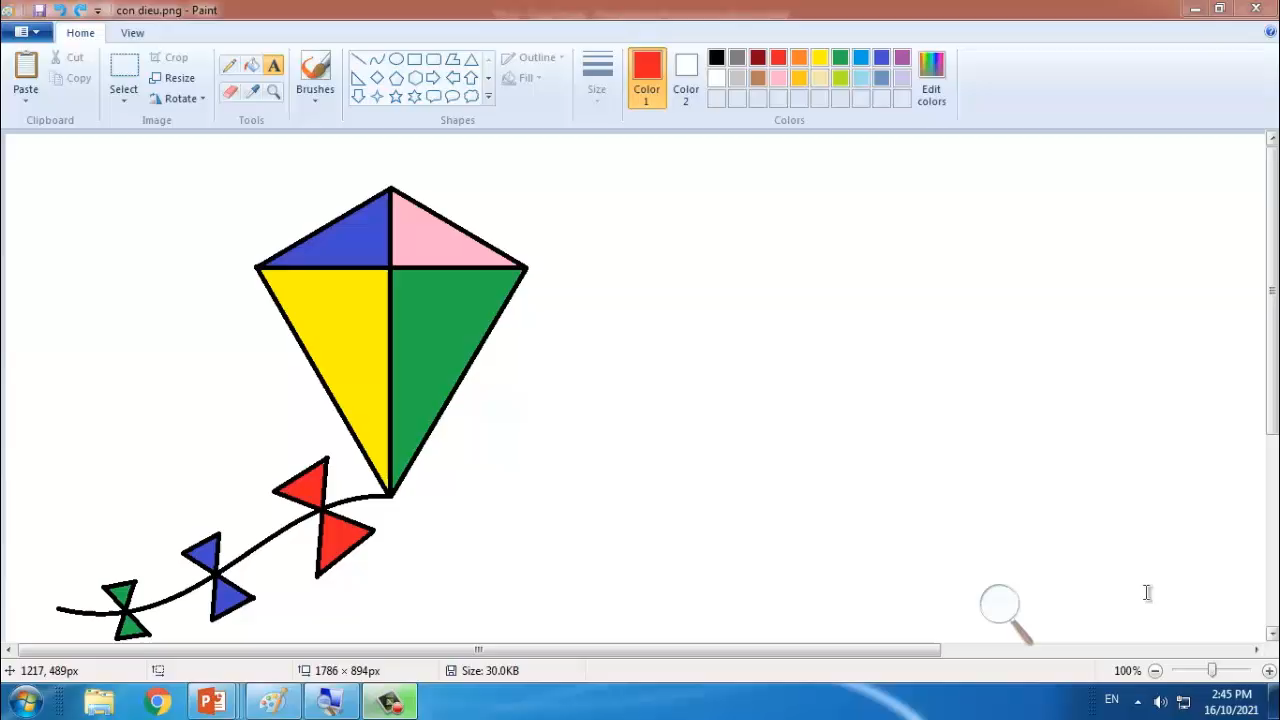 con dieu.png - Paint
Home View
Paste Cut Copy
Select Crop Resize Rotate
Brushes
Outline Fill
Size
Color 1
Color 2
Edit colors
Clipboard Image Tools Shapes Colors
1217, 489px 1786 × 894px Size: 30.0KB 100%
EN 2:45 PM
16/10/2021